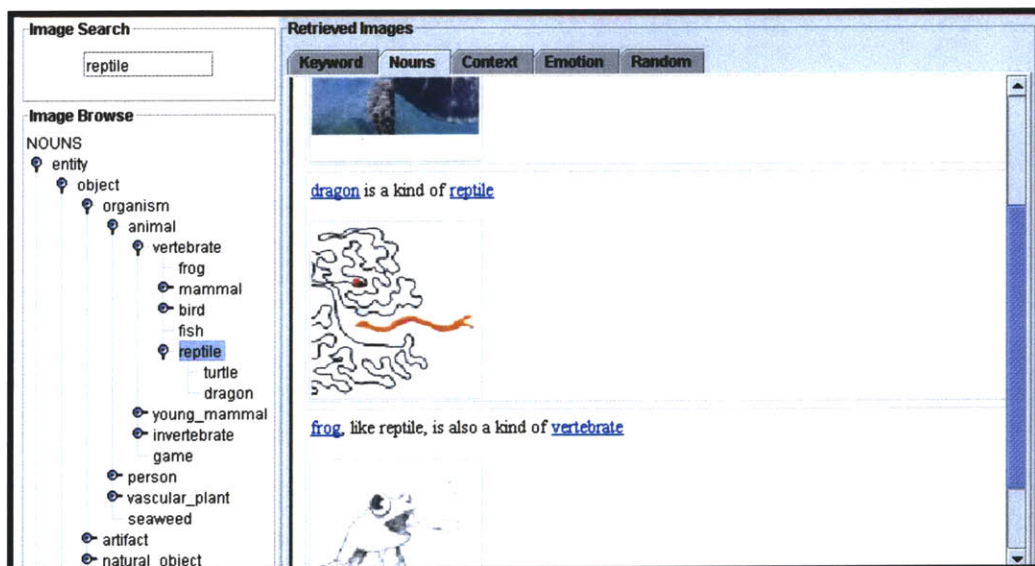 Image Search
reptile
Image Browse
NOUNS
entity
object
organism
animal
vertebrate
frog
mammal
bird
fish
reptile
turtle
dragon
young_mammal
invertebrate
game
person
vascular_plant
seaweed
artifact
natural_object
Retrieved Images
Keyword Nouns Context Emotion Random
dragon is a kind of reptile
frog, like reptile, is also a kind of vertebrate